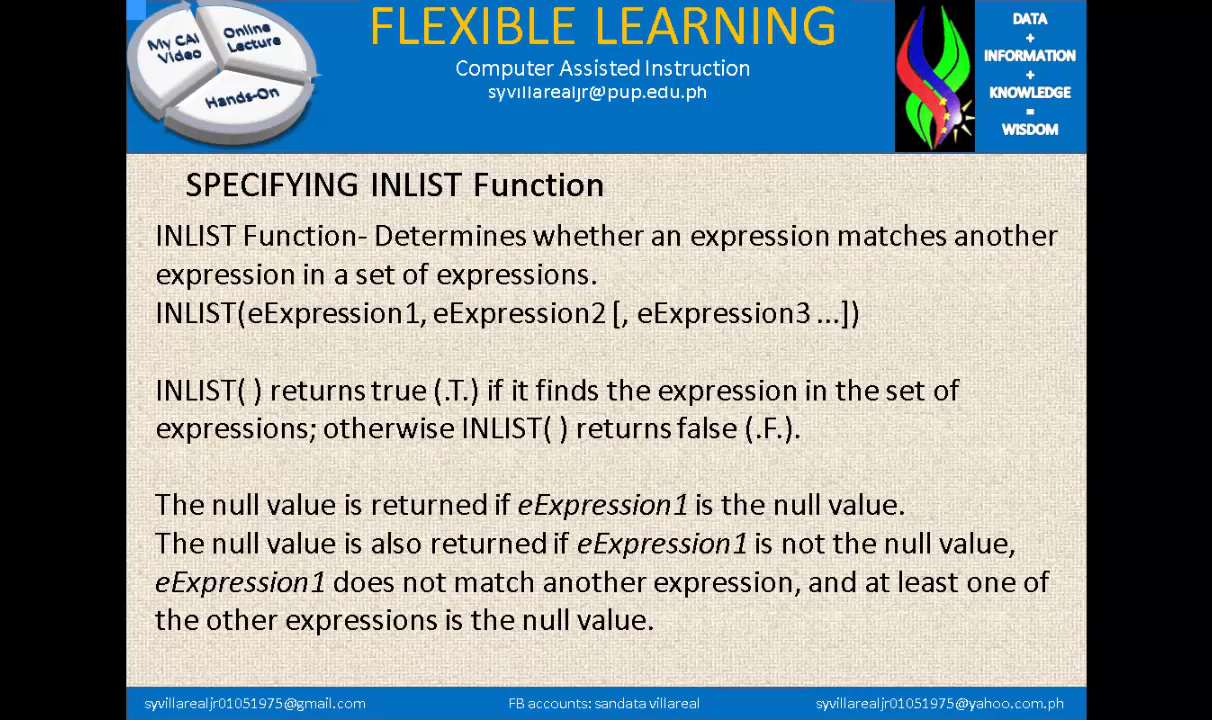 My CAI
Video
Online
Lecture
Hands-On
FLEXIBLE LEARNING
Computer Assisted Instruction
syvillarealjr@pup.edu.ph
DATA
+
INFORMATION
+
KNOWLEDGE
=
WISDOM
SPECIFYING INLIST Function
INLIST Function- Determines whether an expression matches another
expression in a set of expressions.
INLIST(eExpression1, eExpression2 [, eExpression3 ...])
INLIST( ) returns true (.T.) if it finds the expression in the set of
expressions; otherwise INLIST( ) returns false (.F.).
The null value is returned if eExpression1 is the null value.
The null value is also returned if eExpression1 is not the null value,
eExpression1 does not match another expression, and at least one of
the other expressions is the null value.
syvillarealjr01051975@gmail.com
FB accounts: sandata villareal
syvillarealjr01051975@yahoo.com.ph